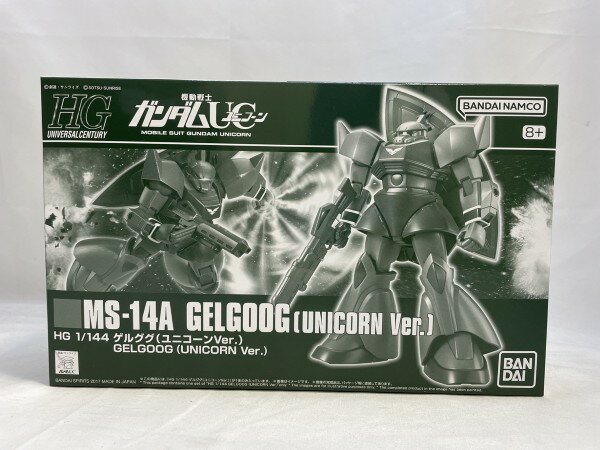 ©創通・サンライズ ©SOTSU・SUNRISE
HG
UNIVERSAL CENTURY
機動戦士
ガンダムUC
ユニコーン
MOBILE SUIT GUNDAM UNICORN
BANDAI NAMCO
8+
MS-14A GELGOOG (UNICORN Ver.)
HG 1/144 ゲルググ(ユニコーンVer.)
GELGOOG (UNICORN Ver.)
BAN
DAI
BANDAI SPIRITS 2017 MADE IN JAPAN